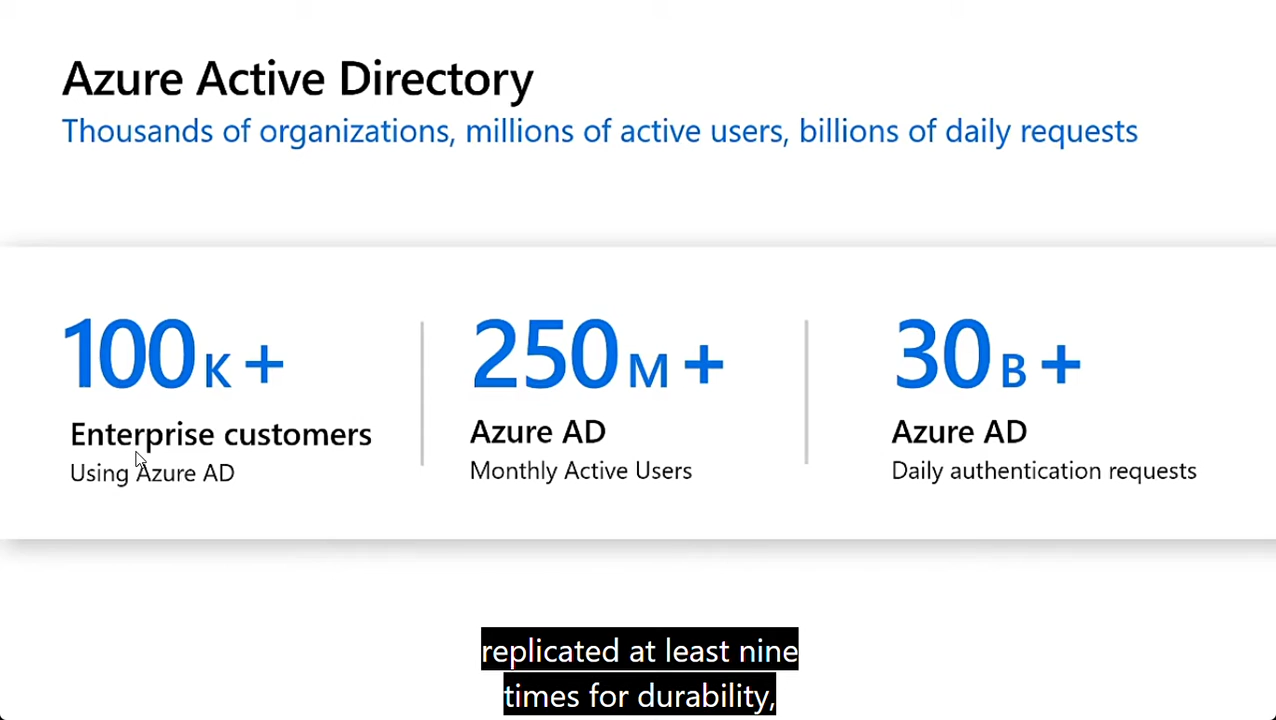 Azure Active Directory
Thousands of organizations, millions of active users, billions of daily requests
100K+
Enterprise customers
Using Azure AD
250M+
Azure AD
Monthly Active Users
30B+
Azure AD
Daily authentication requests
replicated at least nine
times for durability,